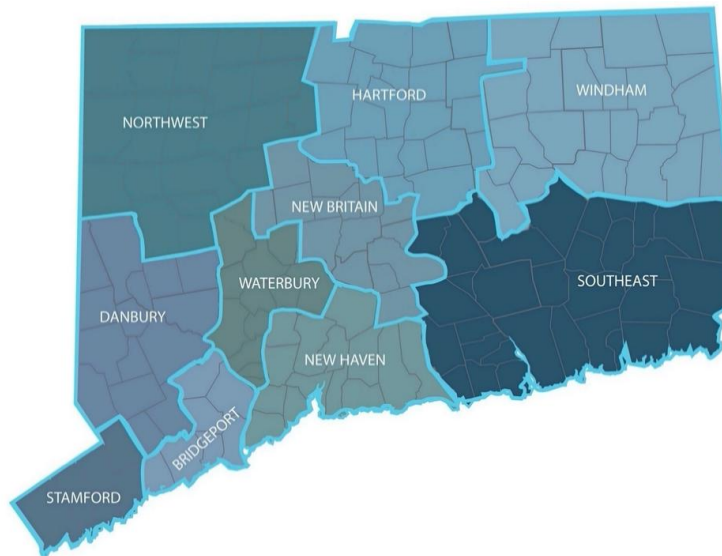 HARTFORD
WINDHAM
NORTHWEST
NEW BRITAIN
SOUTHEAST
WATERBURY
DANBURY
NEW HAVEN
BRIDGEPORT
STAMFORD